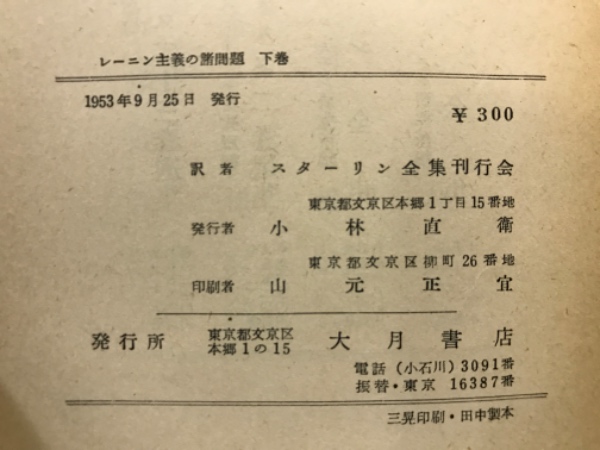 レーニン主義の諸問題 下巻
1953年9月25日 発行
¥300
訳者 スターリン全集刊行会
東京都文京区本郷1丁目15番地
発行者 小林直衛
東京都文京区柳町26番地
印刷者 山元正宜
発行所 東京都文京区本郷1の15 大月書店
電話（小石川）3091番
振替・東京 16387番
三晃印刷・田中製本